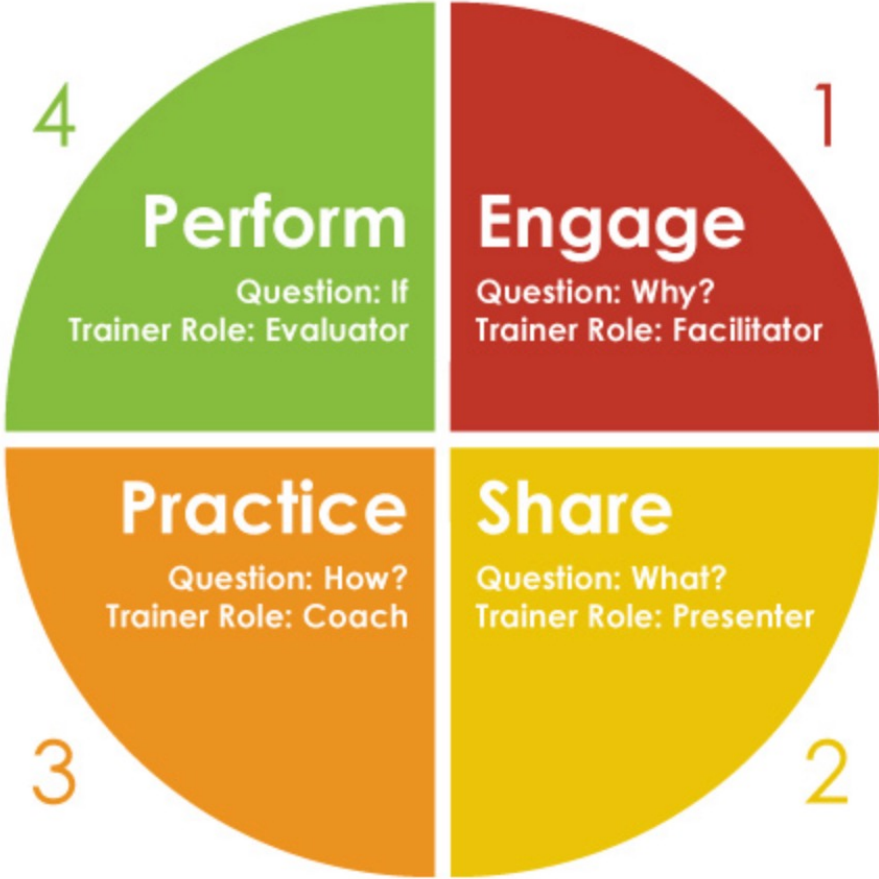 1
Engage
Question: Why?
Trainer Role: Facilitator
2
Share
Question: What?
Trainer Role: Presenter
3
Practice
Question: How?
Trainer Role: Coach
4
Perform
Question: If
Trainer Role: Evaluator